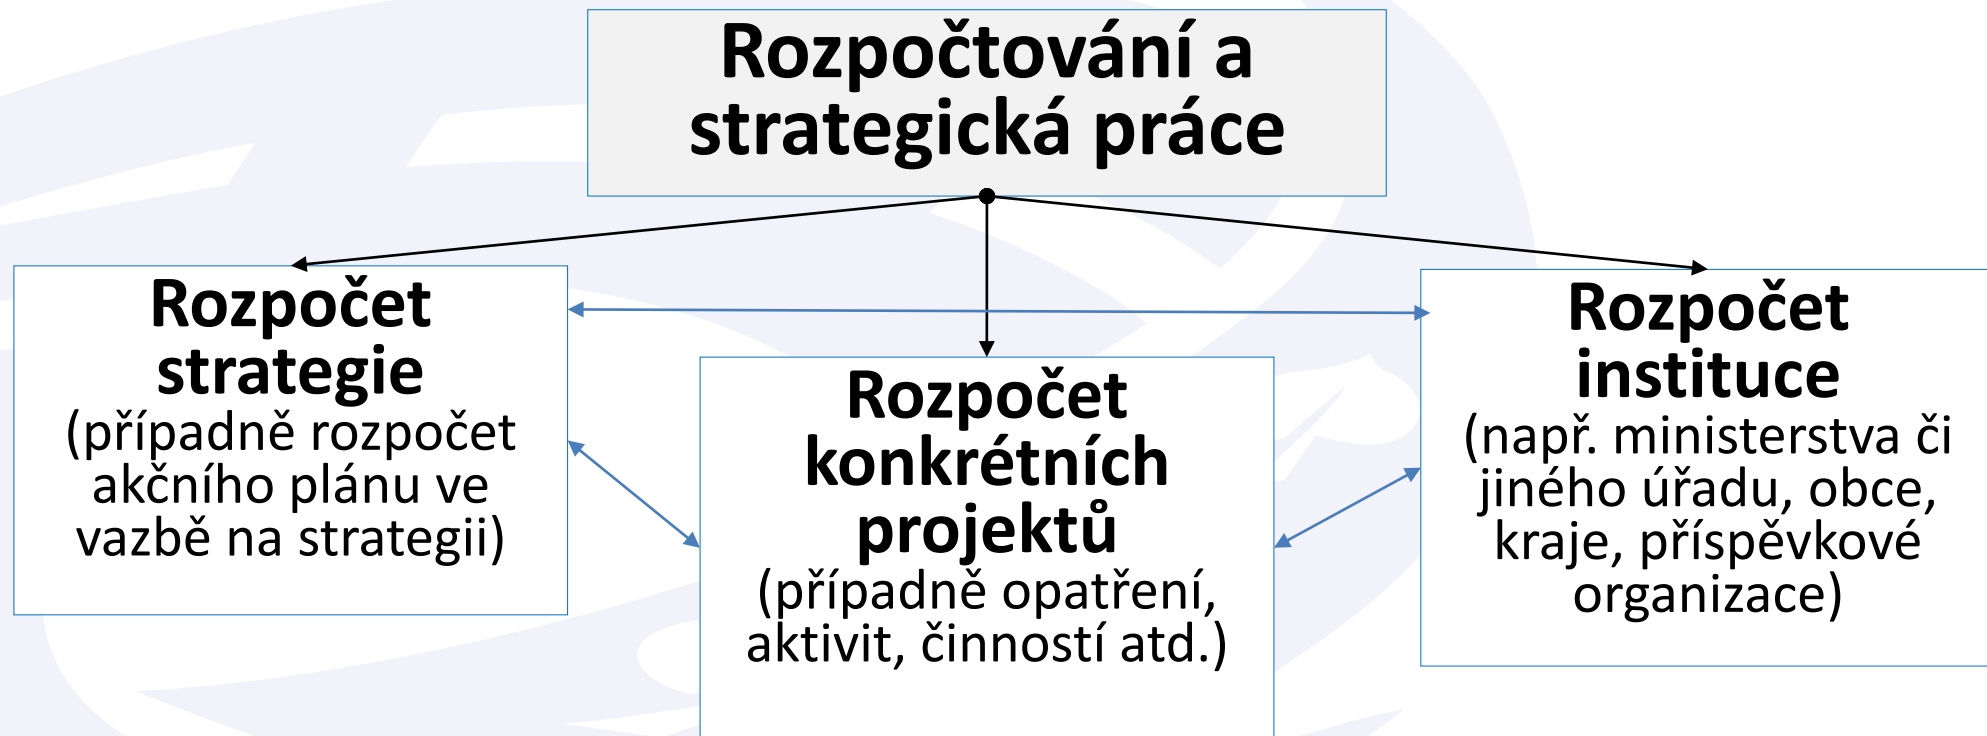 Rozpočtování a
strategická práce
Rozpočet
strategie
(případně rozpočet
akčního plánu ve
vazbě na strategii)
Rozpočet
konkrétních
projektů
(případně opatření,
aktivit, činností atd.)
Rozpočet
instituce
(např. ministerstva či
jiného úřadu, obce,
kraje, příspěvkové
organizace)